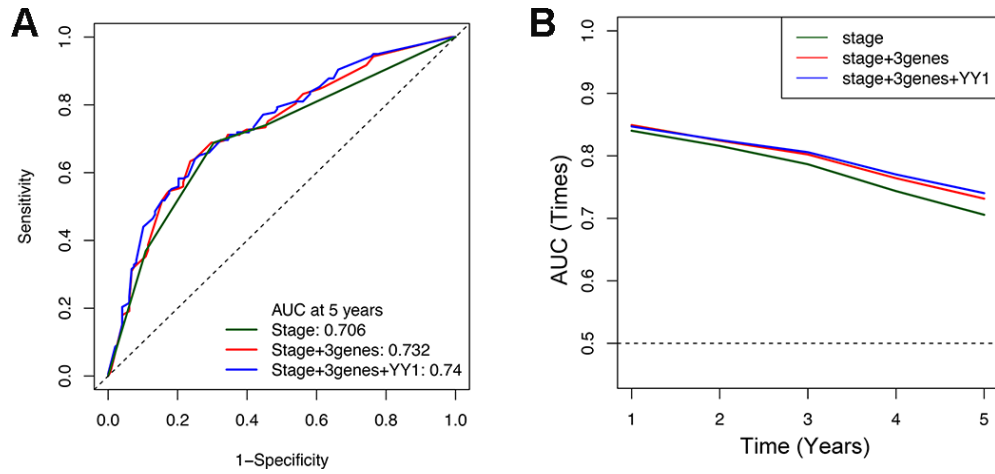 A
1.0
0.8
0.6
0.4
0.2
0.0
Sensitivity
AUC at 5 years
Stage: 0.706
Stage+3genes: 0.732
Stage+3genes+YY1: 0.74
0.0 0.2 0.4 0.6 0.8 1.0
1−Specificity
B
stage
stage+3genes
stage+3genes+YY1
1.0
0.9
0.8
0.7
0.6
0.5
AUC (Times)
1 2 3 4 5
Time (Years)